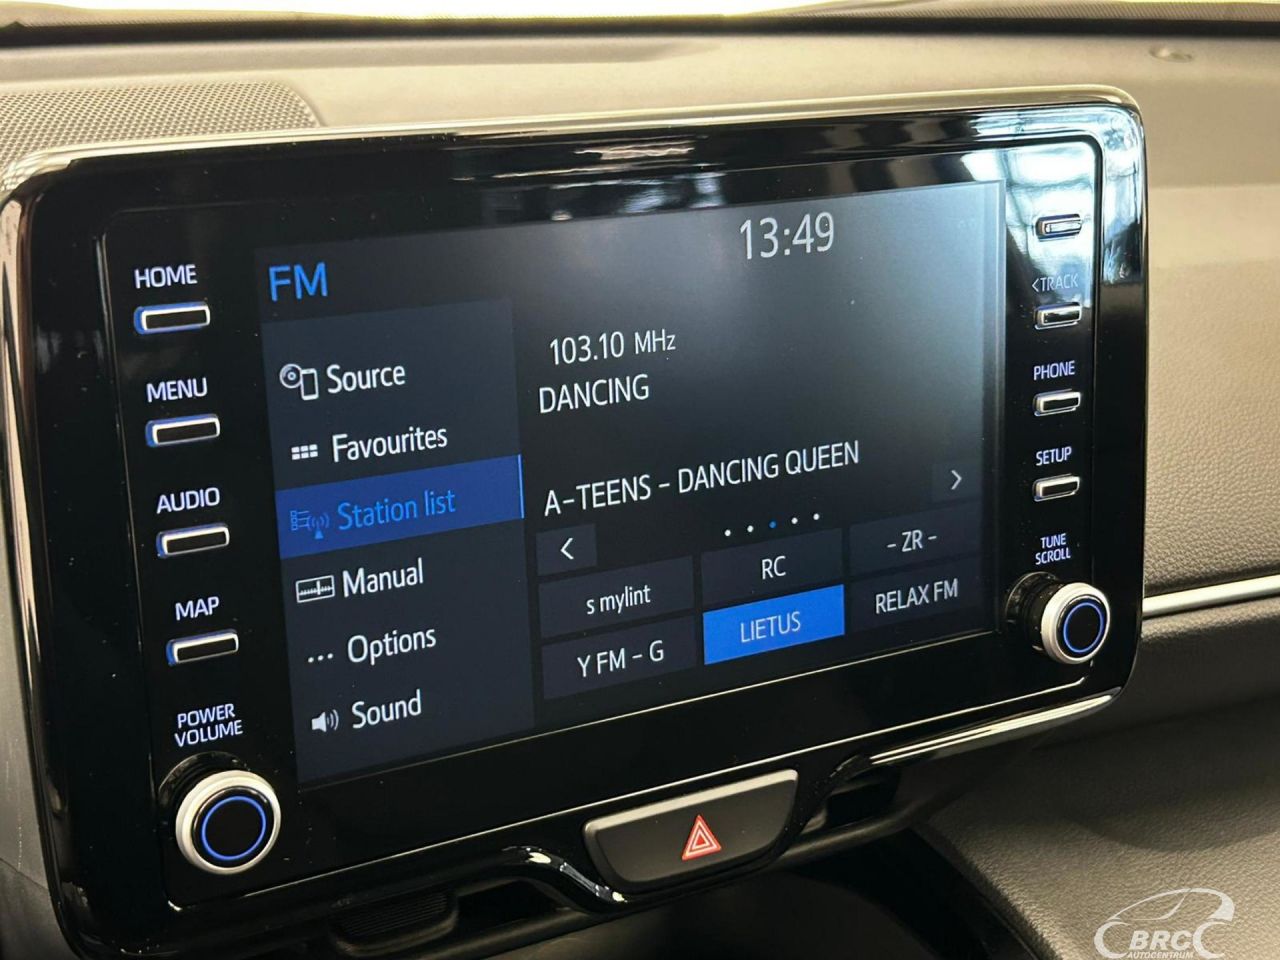 13:49
FM
HOME
MENU
AUDIO
MAP
POWER
VOLUME
Source
Favourites
Station list
Manual
Options
Sound
103.10 MHz
DANCING
A-TEENS - DANCING QUEEN
s mylint
RC
- ZR -
Y FM - G
LIETUS
RELAX FM
<TRACK
PHONE
SETUP
TUNE
SCROLL
BRC
AUTOCENTRUM